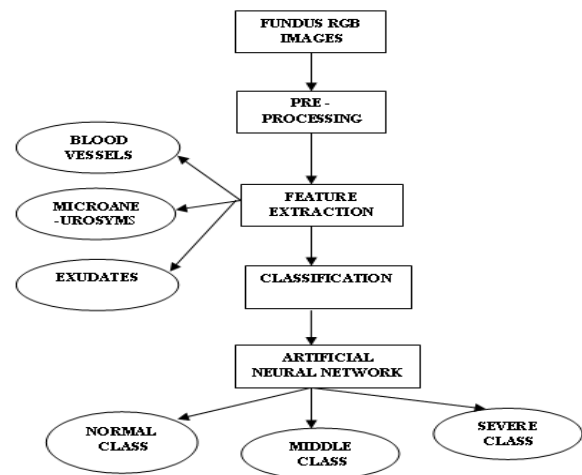 FUNDUS RGB
IMAGES
PRE -
PROCESSING
BLOOD
VESSELS
MICROANE
-UROSYMS
EXUDATES
FEATURE
EXTRACTION
CLASSIFICATION
ARTIFICIAL
NEURAL NETWORK
NORMAL
CLASS
MIDDLE
CLASS
SEVERE
CLASS